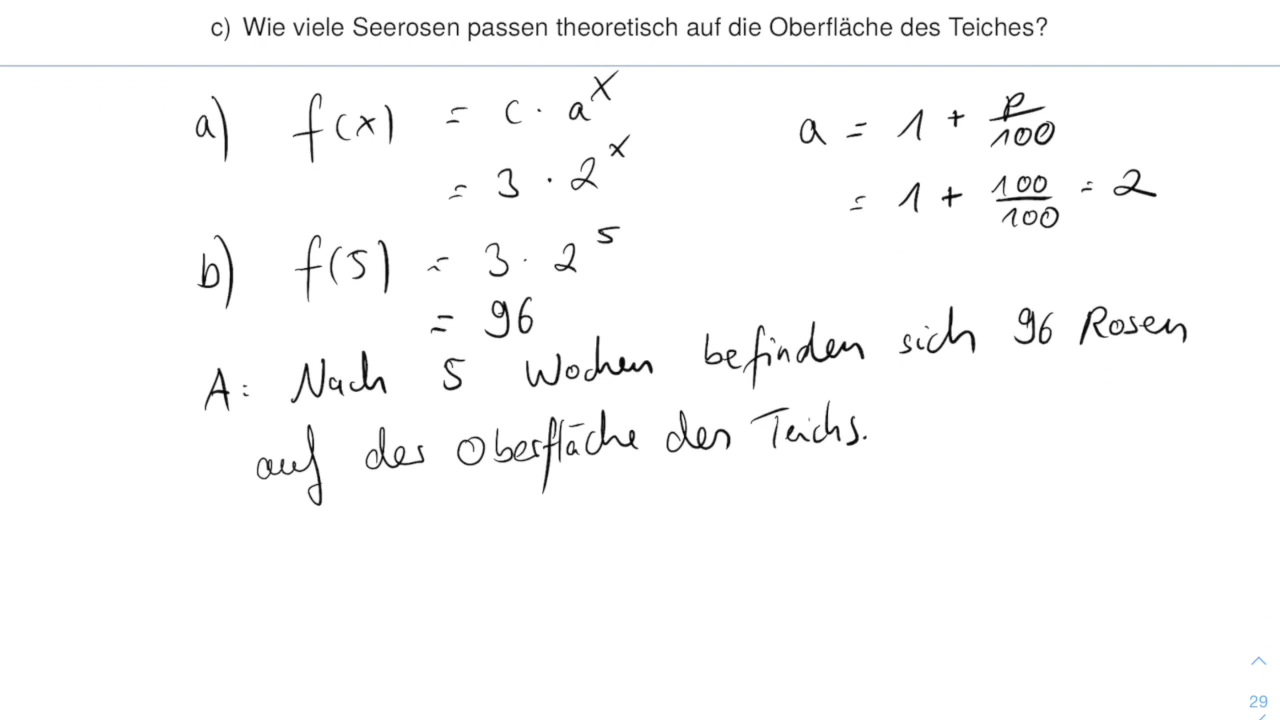 c) Wie viele Seerosen passen theoretisch auf die Oberfläche des Teiches?
a) f(x) = c · a^x
= 3 · 2^x
a = 1 + p/100
= 1 + 100/100 = 2
b) f(5) = 3 · 2^5
= 96
A: Nach 5 Wochen befinden sich 96 Rosen
auf der Oberfläche des Teichs.
29